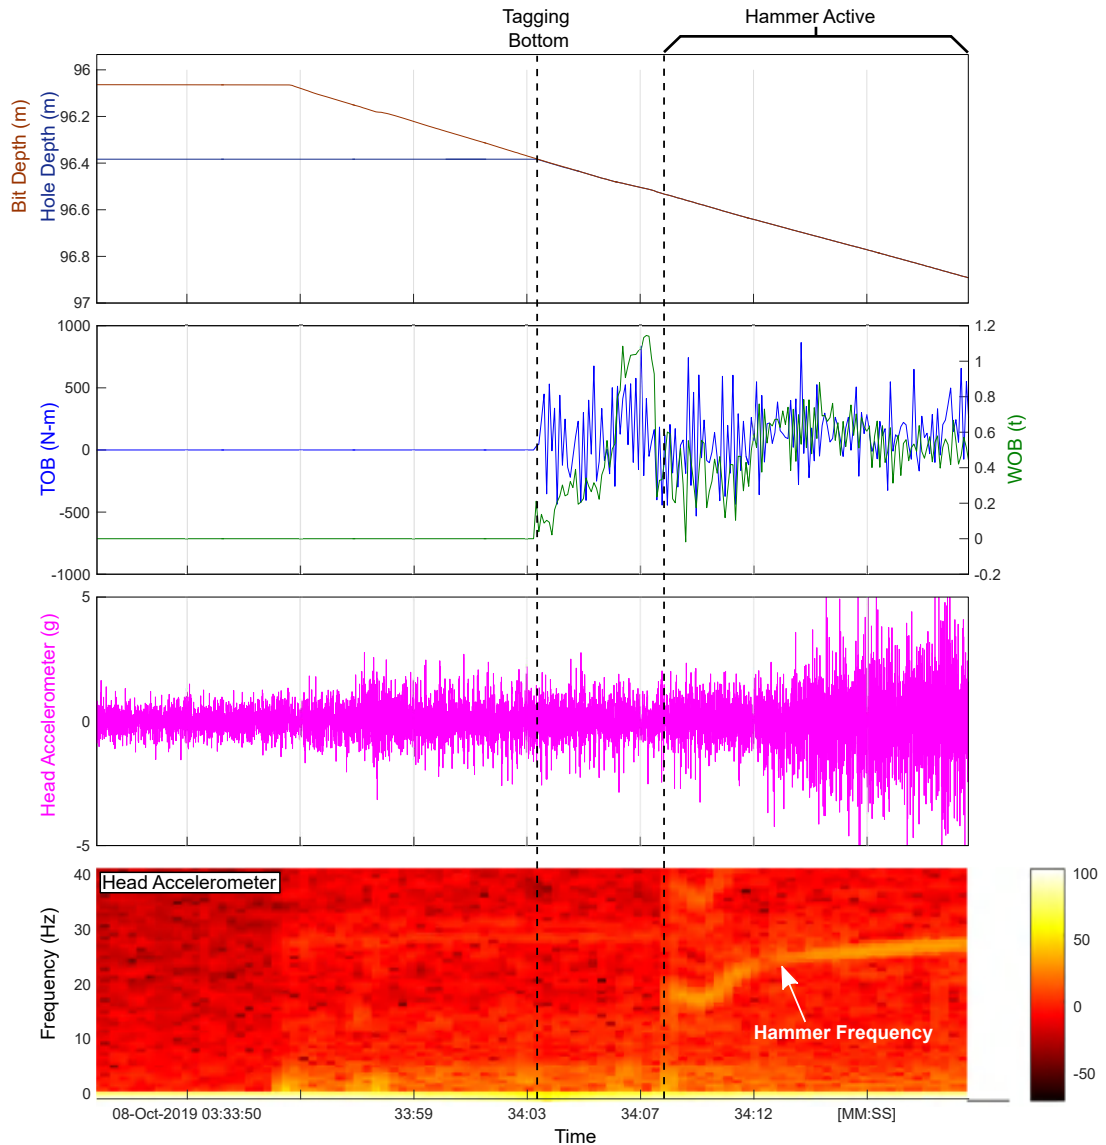 Tagging
Bottom
Hammer Active
Bit Depth (m)
Hole Depth (m)
96
96.2
96.4
96.6
96.8
97
TOB (N-m)
1000
500
0
-500
-1000
1.2
1
0.8
0.6
0.4
0.2
0
-0.2
WOB (t)
Head Accelerometer (g)
5
0
-5
Head Accelerometer
Frequency (Hz)
40
30
20
10
0
Hammer Frequency
100
50
0
-50
08-Oct-2019 03:33:50
33:59
34:03
34:07
34:12
[MM:SS]
Time